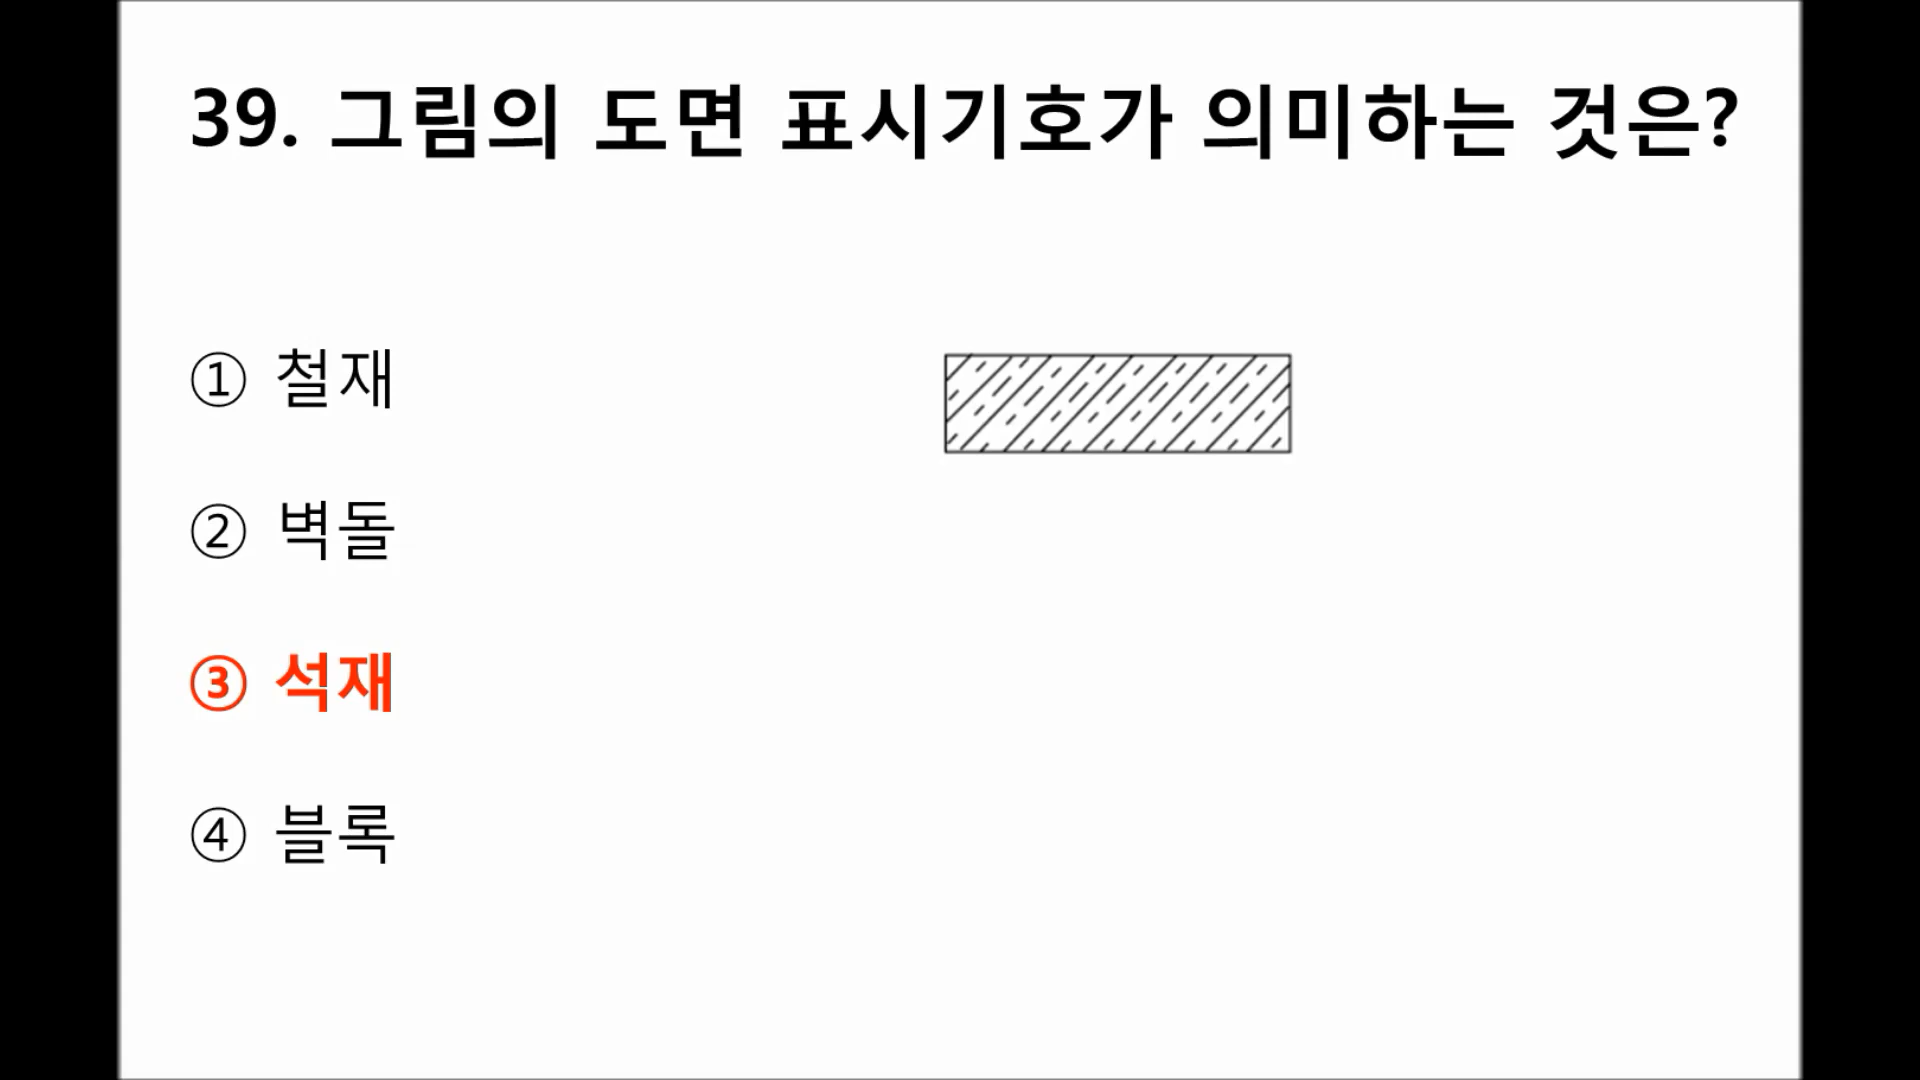 39. 그림의 도면 표시기호가 의미하는 것은?
① 철재
② 벽돌
③ 석재
④ 블록